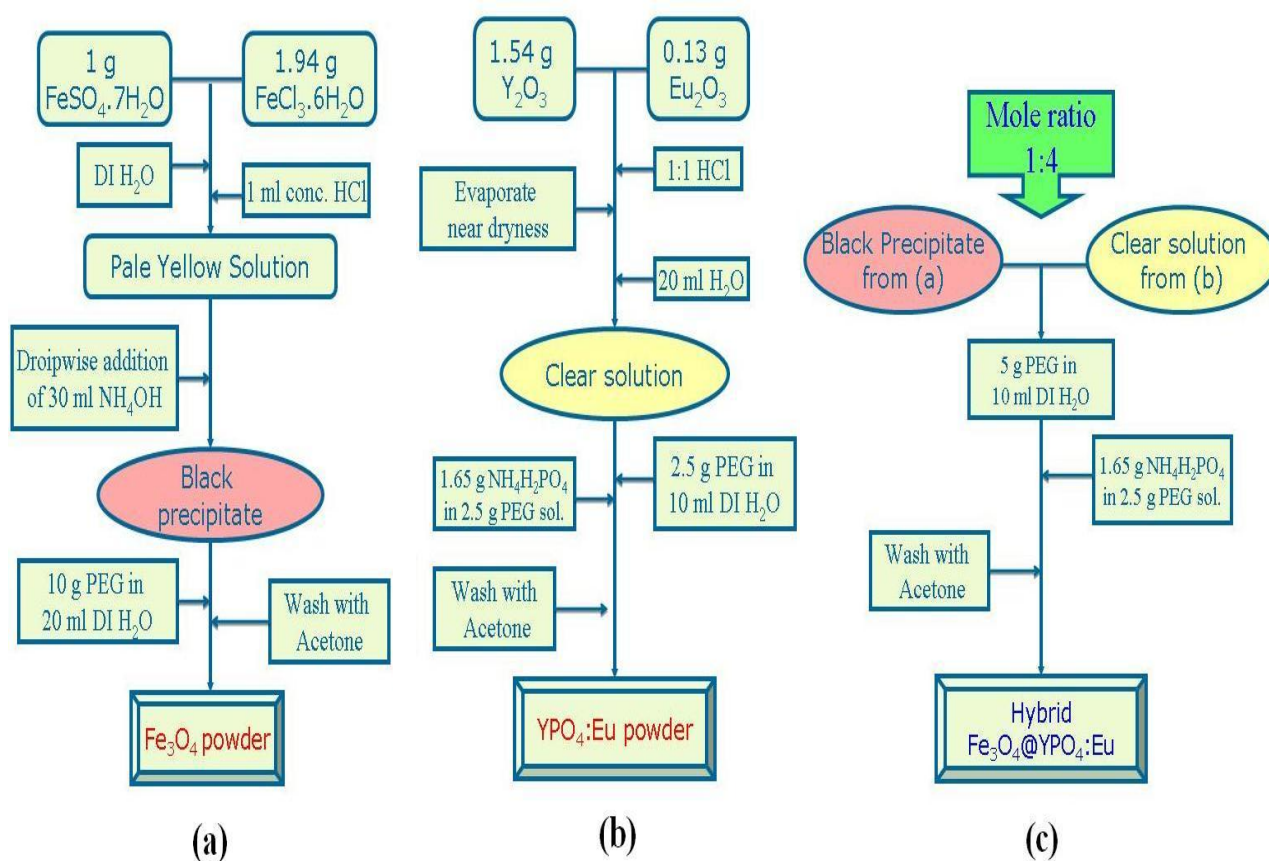 1 g
FeSO₄.7H₂O
1.94 g
FeCl₃.6H₂O
DI H₂O
1 ml conc. HCl
Pale Yellow Solution
Droipwise addition
of 30 ml NH₄OH
Black
precipitate
10 g PEG in
20 ml DI H₂O
Wash with
Acetone
Fe₃O₄ powder
(a)
1.54 g
Y₂O₃
0.13 g
Eu₂O₃
1:1 HCl
Evaporate
near dryness
20 ml H₂O
Clear solution
1.65 g NH₄H₂PO₄
in 2.5 g PEG sol.
2.5 g PEG in
10 ml DI H₂O
Wash with
Acetone
YPO₄:Eu powder
(b)
Mole ratio
1:4
Black Precipitate
from (a)
Clear solution
from (b)
5 g PEG in
10 ml DI H₂O
1.65 g NH₄H₂PO₄
in 2.5 g PEG sol.
Wash with
Acetone
Hybrid
Fe₃O₄@YPO₄:Eu
(c)